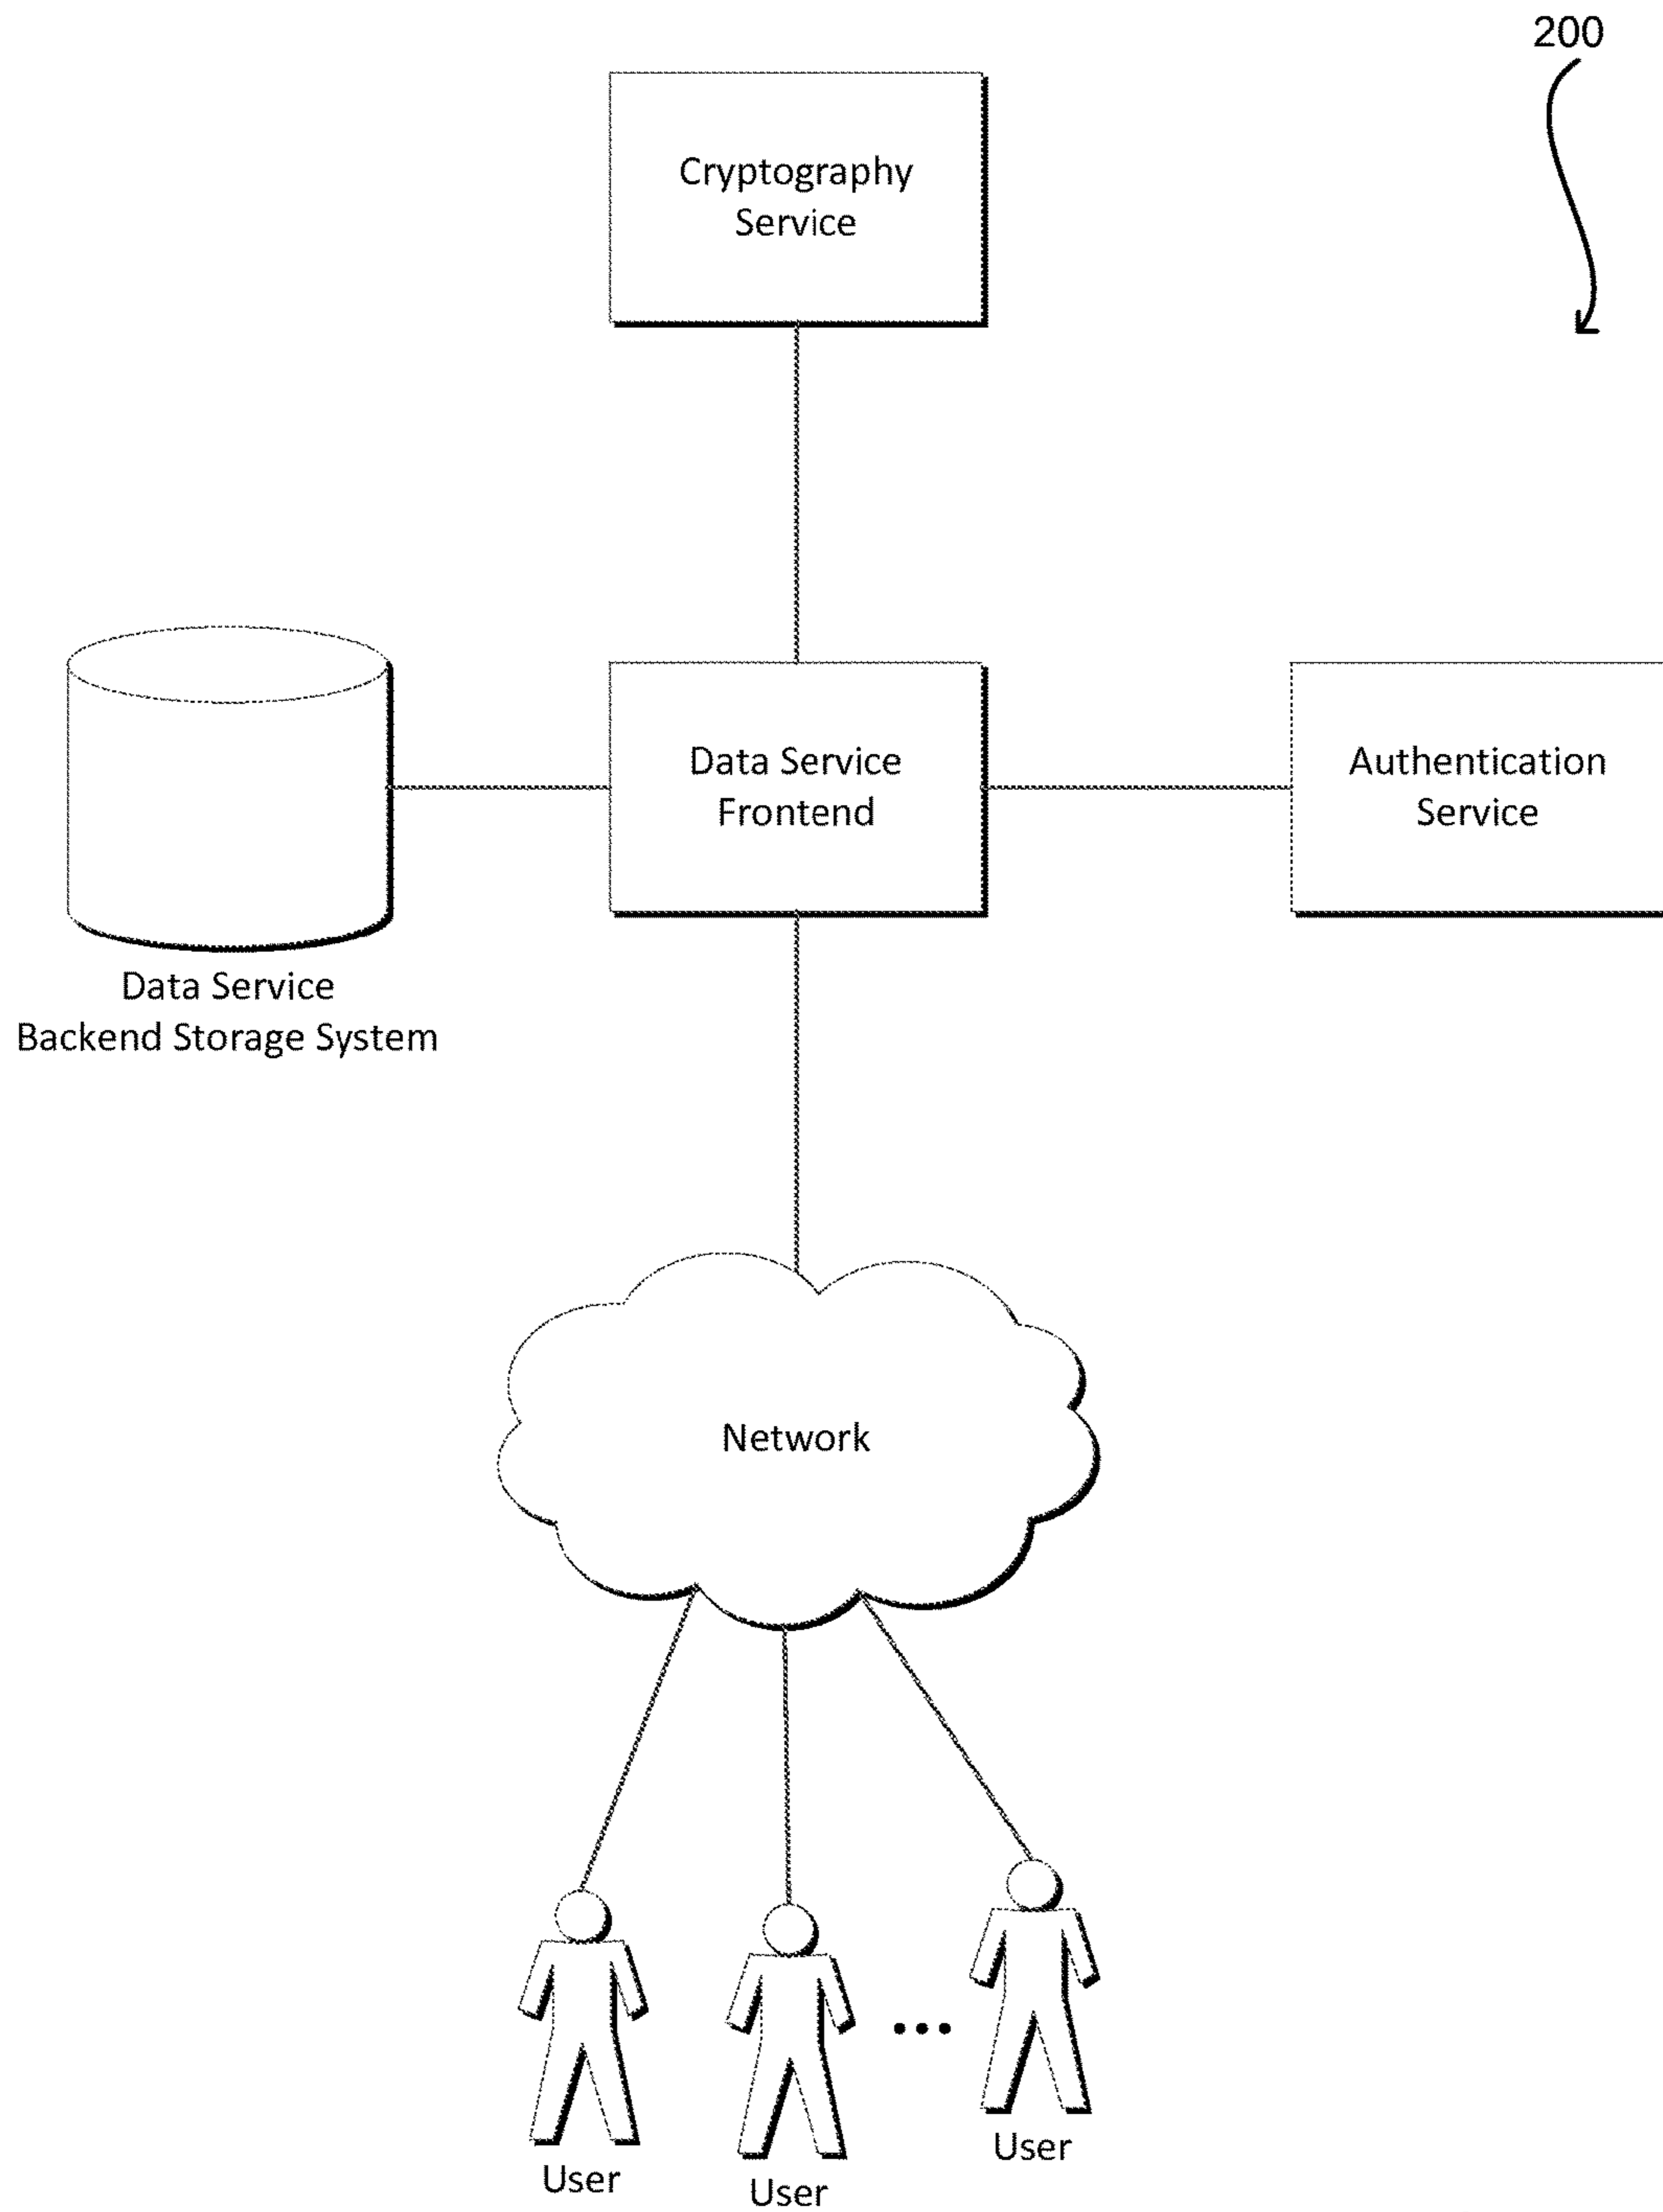 200
Cryptography
Service
Data Service
Frontend
Authentication
Service
Data Service
Backend Storage System
Network
...
User
User
User